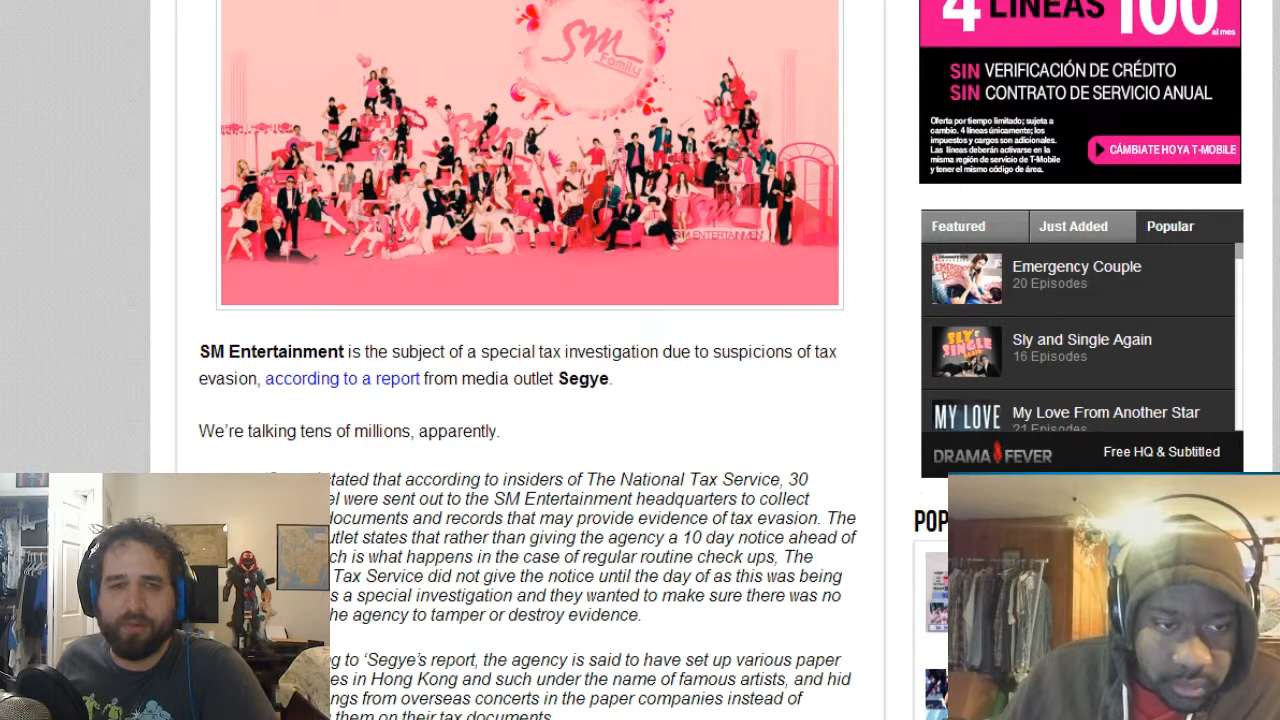 4 LÍNEAS 100
al mes
SIN VERIFICACIÓN DE CRÉDITO
SIN CONTRATO DE SERVICIO ANUAL
Oferta por tiempo limitado; sujeta a
cambio. 4 líneas únicamente; los
impuestos y cargos son adicionales.
Las líneas deberán activarse en la
misma región de servicio de T-Mobile
y tener el mismo código de área.
CÁMBIATE HOY A T-MOBILE
SM
Family
SM ENTERTAINMENT
Featured
Just Added
Popular
Emergency Couple
20 Episodes
Sly and Single Again
16 Episodes
MY LOVE
My Love From Another Star
21 Episodes
DRAMAFEVER
Free HQ & Subtitled
SM Entertainment is the subject of a special tax investigation due to suspicions of tax
evasion, according to a report from media outlet Segye.
We're talking tens of millions, apparently.
tated that according to insiders of The National Tax Service, 30
el were sent out to the SM Entertainment headquarters to collect
documents and records that may provide evidence of tax evasion. The
utlet states that rather than giving the agency a 10 day notice ahead of
ch is what happens in the case of regular routine check ups, The
Tax Service did not give the notice until the day of as this was being
s a special investigation and they wanted to make sure there was no
he agency to tamper or destroy evidence.
g to 'Segye's report, the agency is said to have set up various paper
es in Hong Kong and such under the name of famous artists, and hid
ngs from overseas concerts in the paper companies instead of
them on their tax documents.
POP